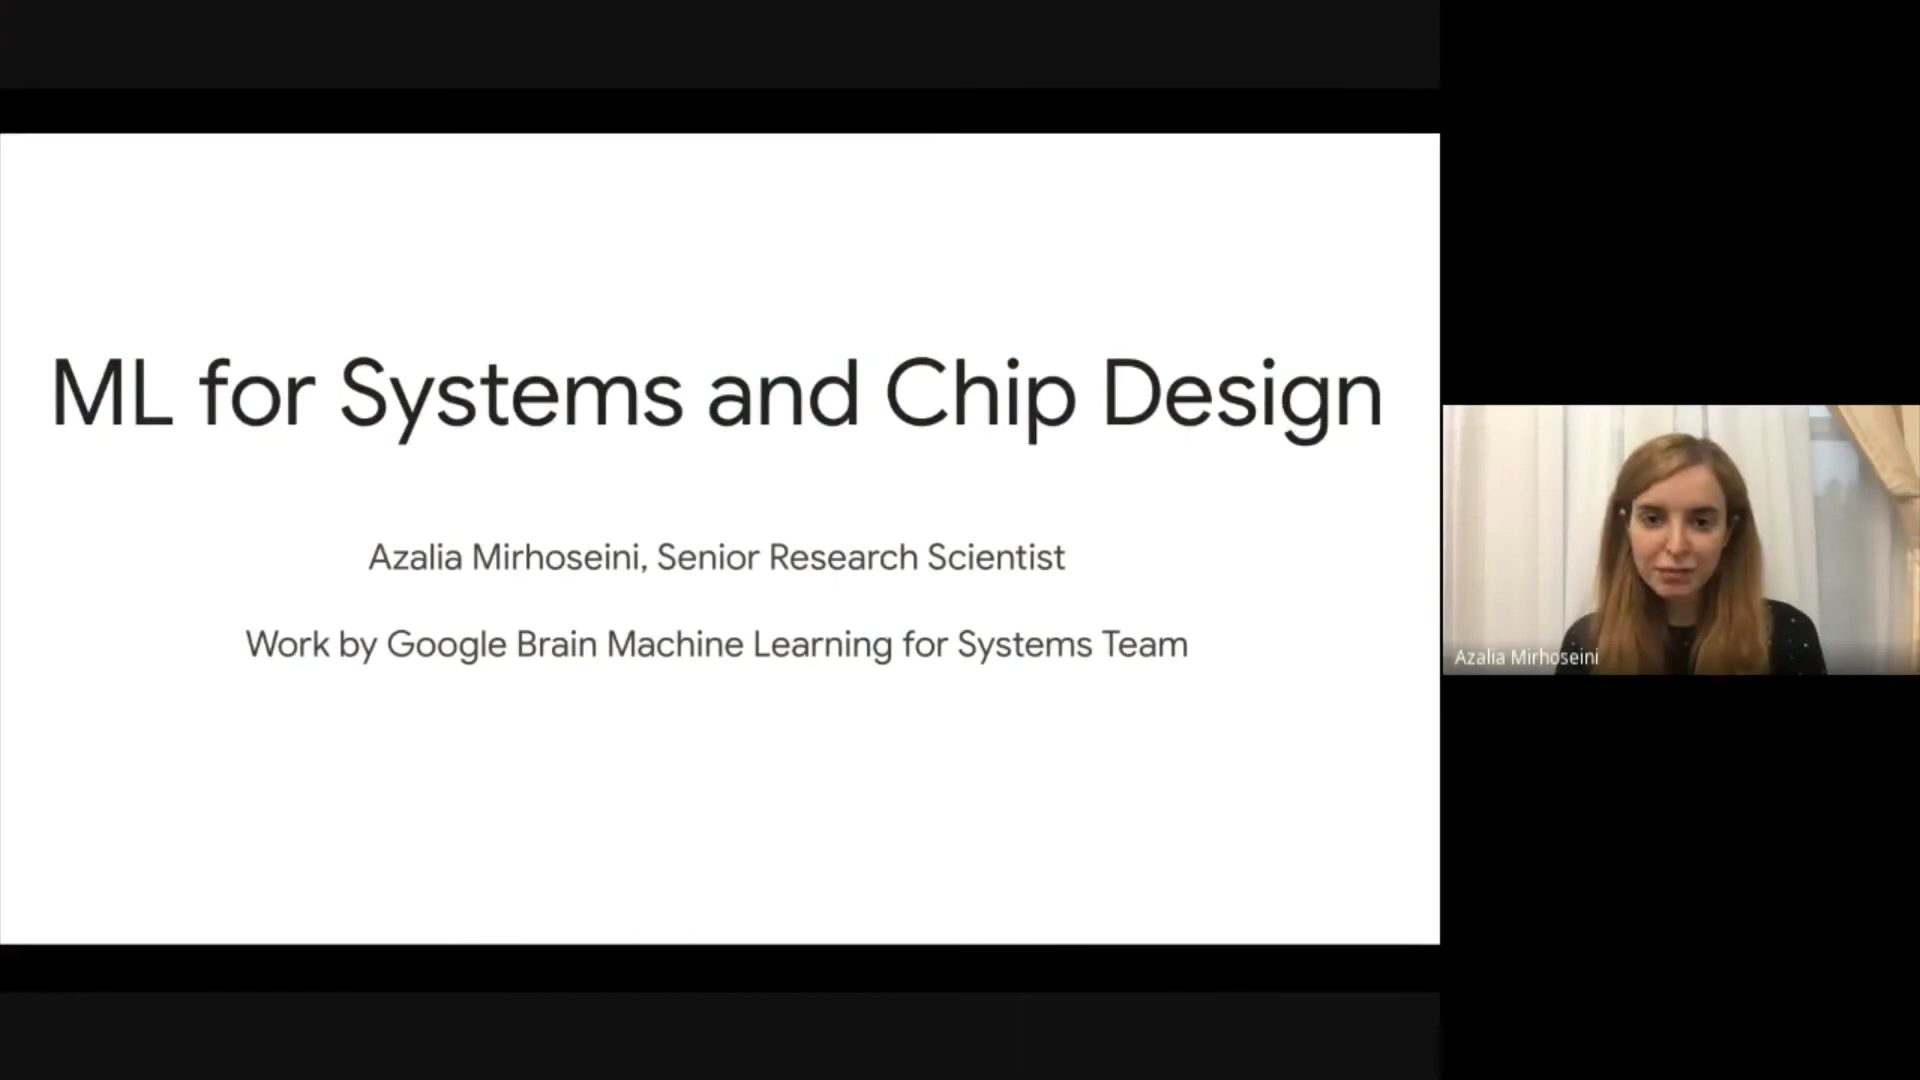 ML for Systems and Chip Design
Azalia Mirhoseini, Senior Research Scientist
Work by Google Brain Machine Learning for Systems Team
Azalia Mirhoseini